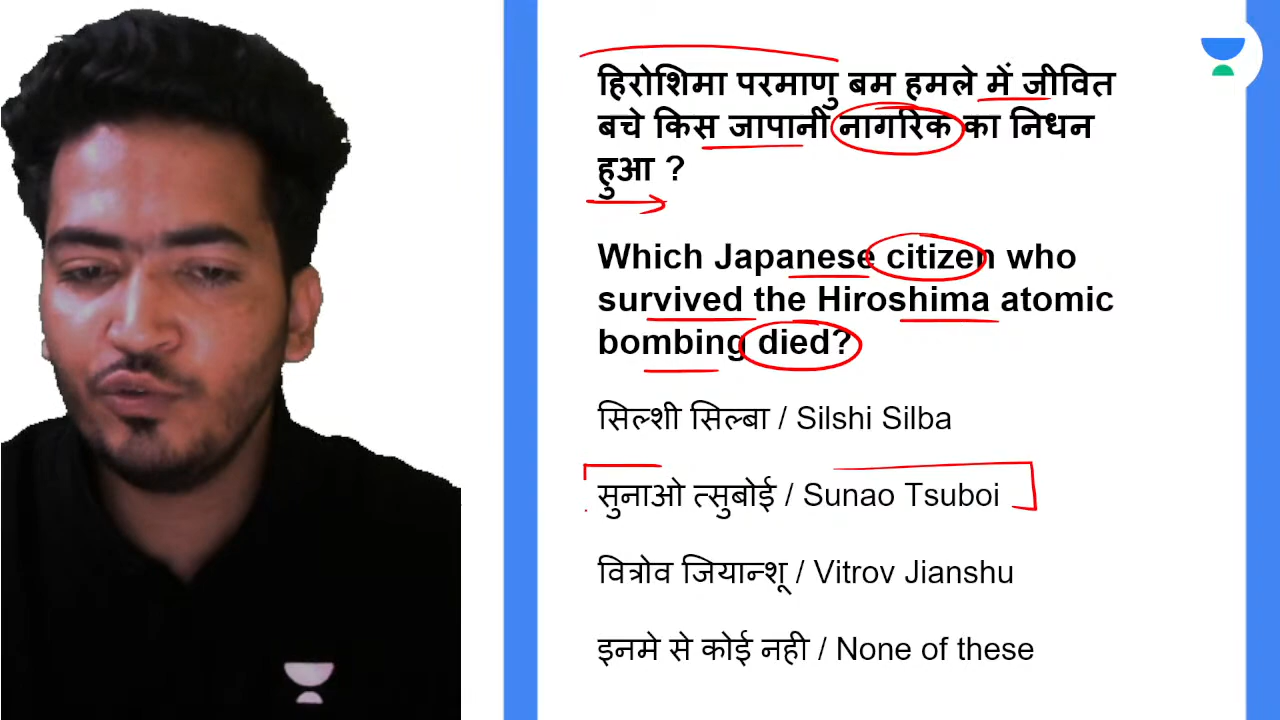 हिरोशिमा परमाणु बम हमले में जीवित
बचे किस जापानी नागरिक का निधन
हुआ ?
Which Japanese citizen who
survived the Hiroshima atomic
bombing died?
सिल्शी सिल्बा / Silshi Silba
सुनाओ त्सुबोई / Sunao Tsuboi
वित्रोव जियान्शू / Vitrov Jianshu
इनमे से कोई नही / None of these